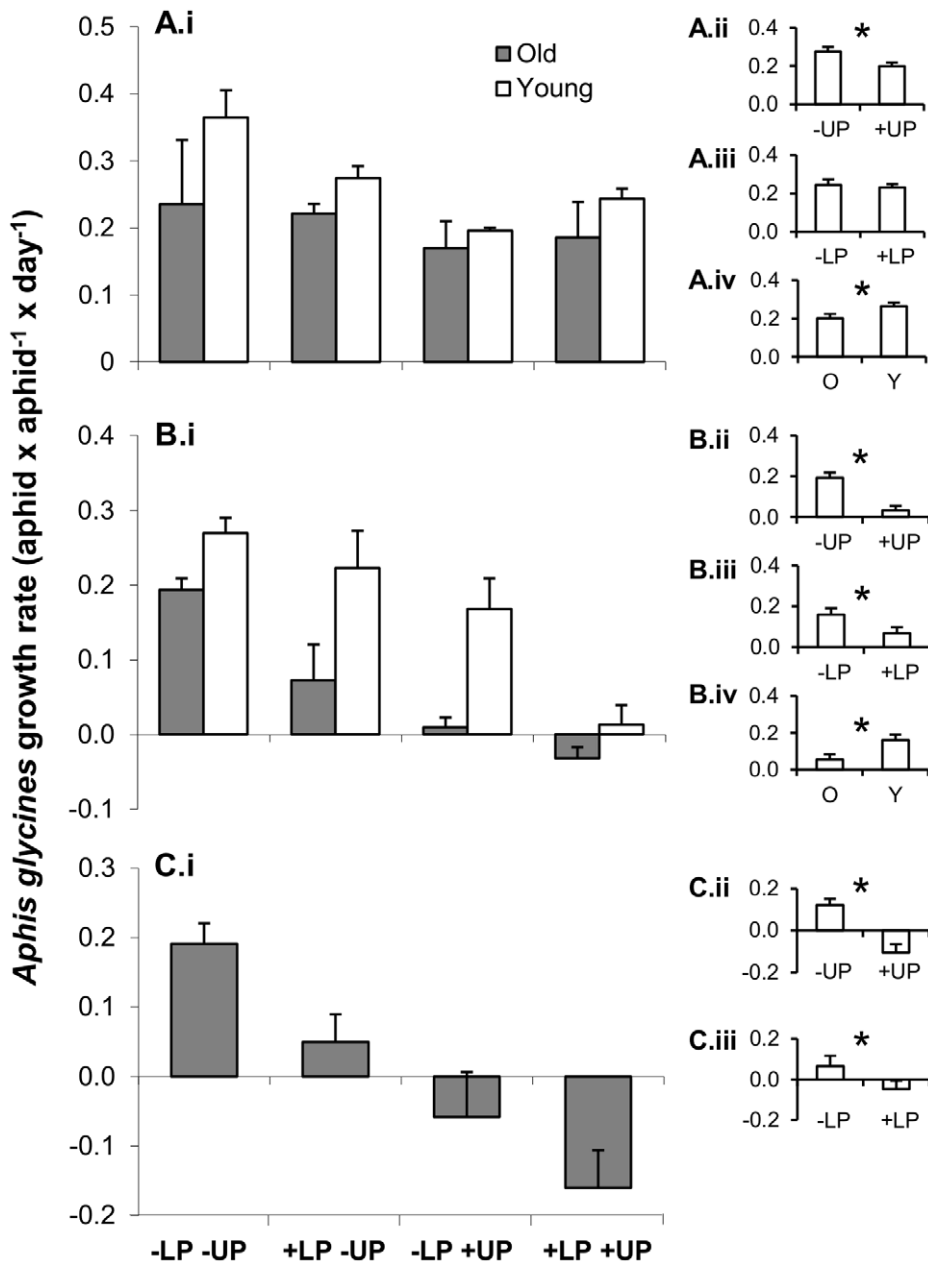 Aphis glycines growth rate (aphid x aphid⁻¹ x day⁻¹)
A.i
Old
Young
0.5
0.4
0.3
0.2
0.1
0
A.ii
*
0.4
0.2
0.0
-UP +UP
A.iii
0.4
0.2
0.0
-LP +LP
A.iv
*
0.4
0.2
0.0
O Y
B.i
0.4
0.3
0.2
0.1
0.0
-0.1
B.ii
*
0.4
0.2
0.0
-UP +UP
B.iii
*
0.4
0.2
0.0
-LP +LP
B.iv
*
0.4
0.2
0.0
O Y
C.i
0.3
0.2
0.1
0.0
-0.1
-0.2
-LP -UP +LP -UP -LP +UP +LP +UP
C.ii
*
0.2
0.0
-0.2
-UP +UP
C.iii
*
0.2
0.0
-0.2
-LP +LP